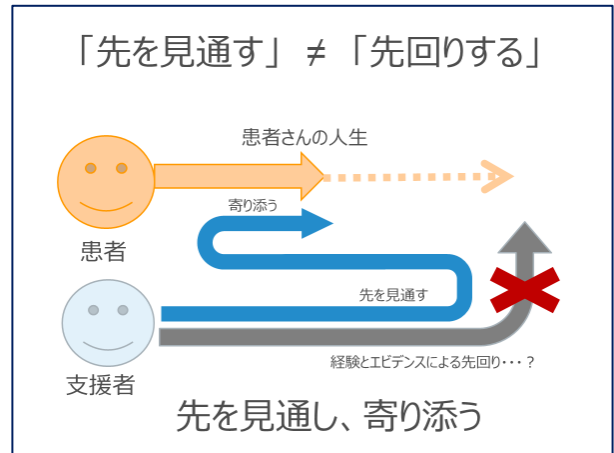 「先を見通す」 ≠ 「先回りする」
患者さんの人生
寄り添う
患者
先を見通す
経験とエビデンスによる先回り・・・？
支援者
先を見通し、寄り添う